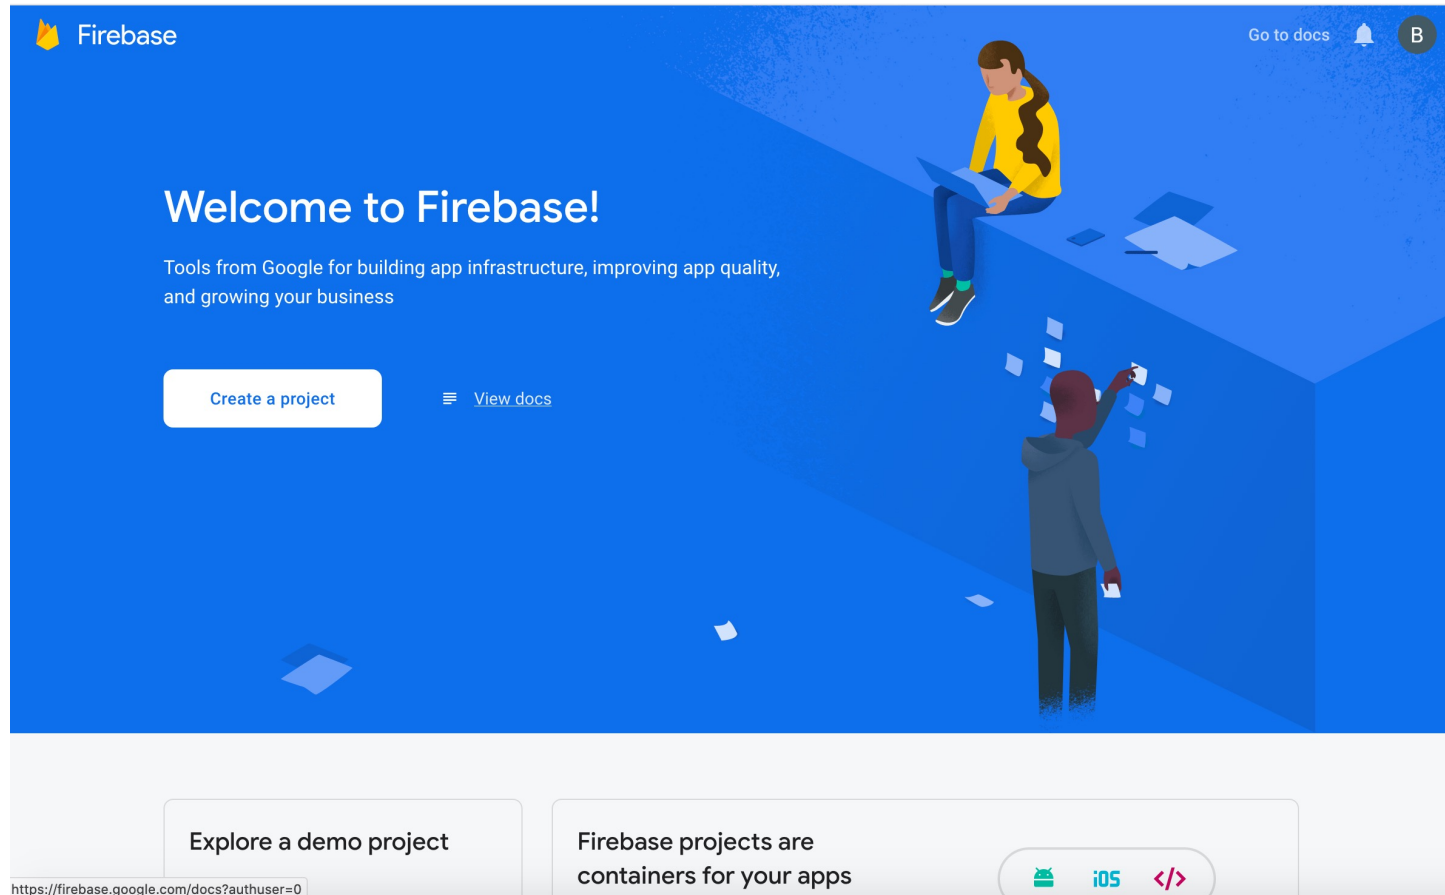 Firebase
Go to docs
B
Welcome to Firebase!
Tools from Google for building app infrastructure, improving app quality,
and growing your business
Create a project
View docs
Explore a demo project
Firebase projects are
containers for your apps
iOS </>
https://firebase.google.com/docs?authuser=0